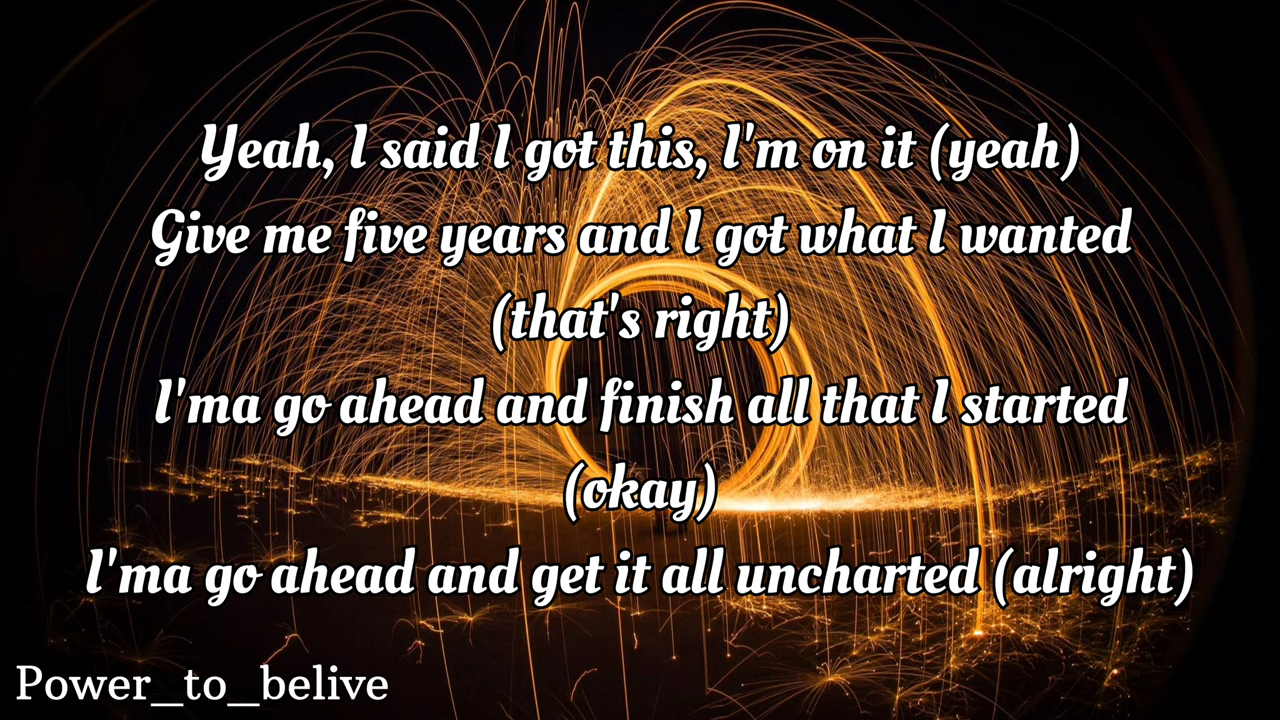 Yeah, I said I got this, I'm on it (yeah)
Give me five years and I got what I wanted
(that's right)
I'ma go ahead and finish all that I started
(okay)
I'ma go ahead and get it all uncharted (alright)
Power_to_belive